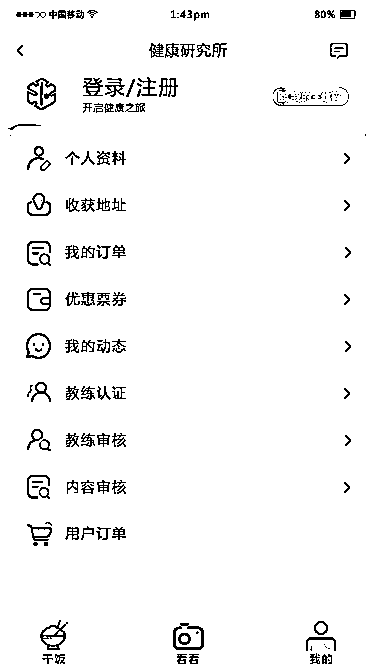 中国移动
1:43pm
80%
健康研究所
登录/注册
开启健康之旅
个人资料
收获地址
我的订单
优惠票券
我的动态
教练认证
教练审核
内容审核
用户订单
干饭
看看
我的